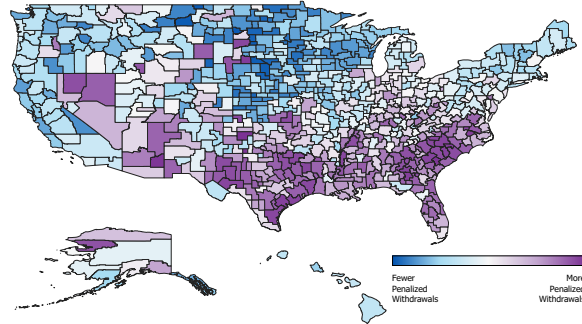 Fewer
Penalized
Withdrawals
More
Penalized
Withdrawals